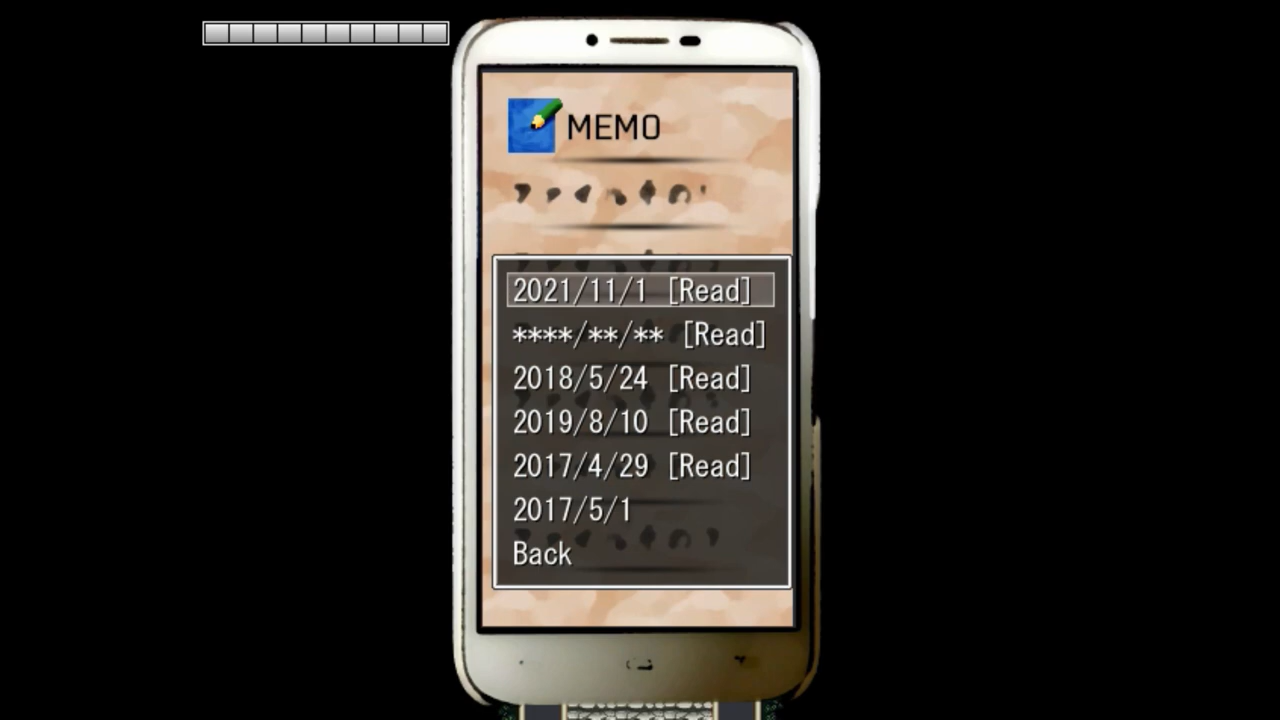 MEMO
2021/11/1 [Read]
****/**/** [Read]
2018/5/24 [Read]
2019/8/10 [Read]
2017/4/29 [Read]
2017/5/1
Back